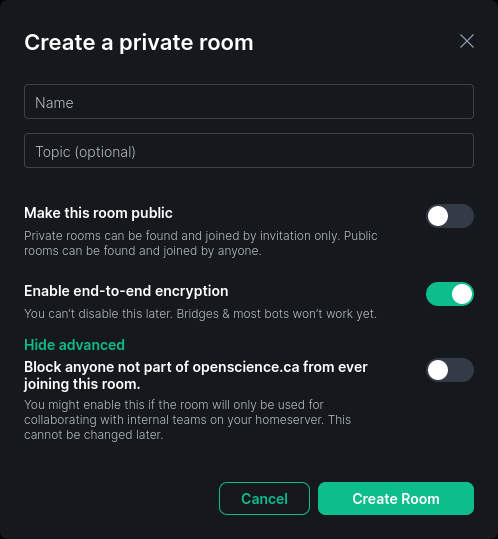 Create a private room
Name
Topic (optional)
Make this room public
Private rooms can be found and joined by invitation only. Public
rooms can be found and joined by anyone.
Enable end-to-end encryption
You can’t disable this later. Bridges & most bots won’t work yet.
Hide advanced
Block anyone not part of openscience.ca from ever
joining this room.
You might enable this if the room will only be used for
collaborating with internal teams on your homeserver. This
cannot be changed later.
Cancel
Create Room